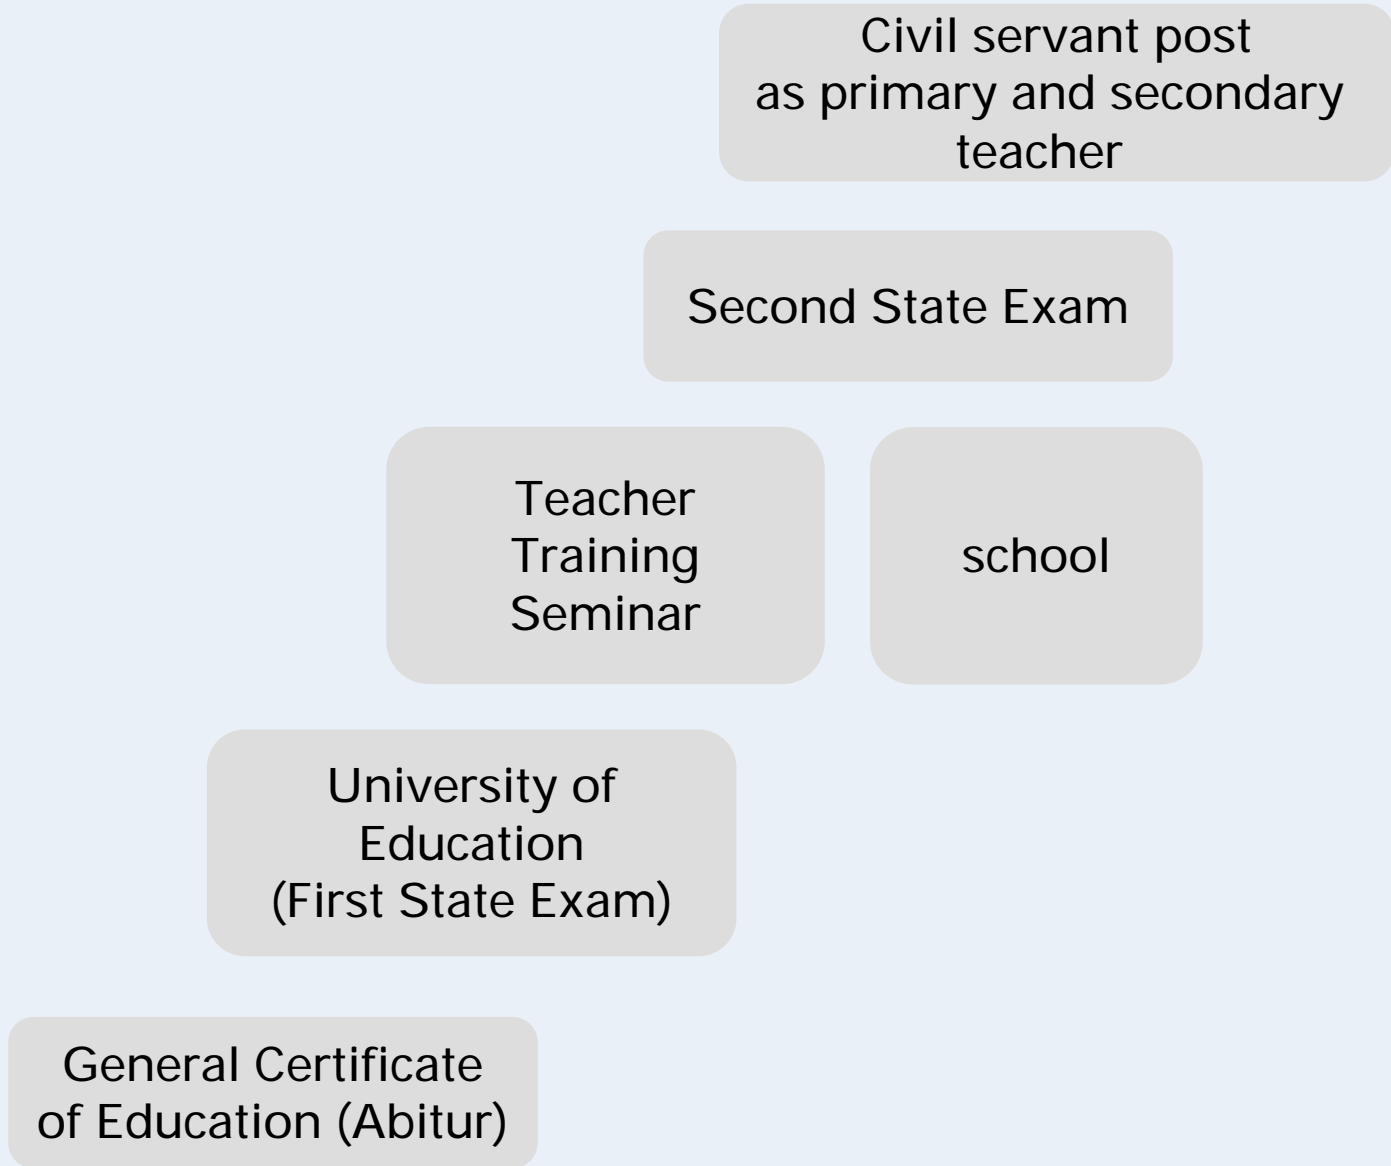 Civil servant post
as primary and secondary
teacher
Second State Exam
Teacher
Training
Seminar
school
University of
Education
(First State Exam)
General Certificate
of Education (Abitur)